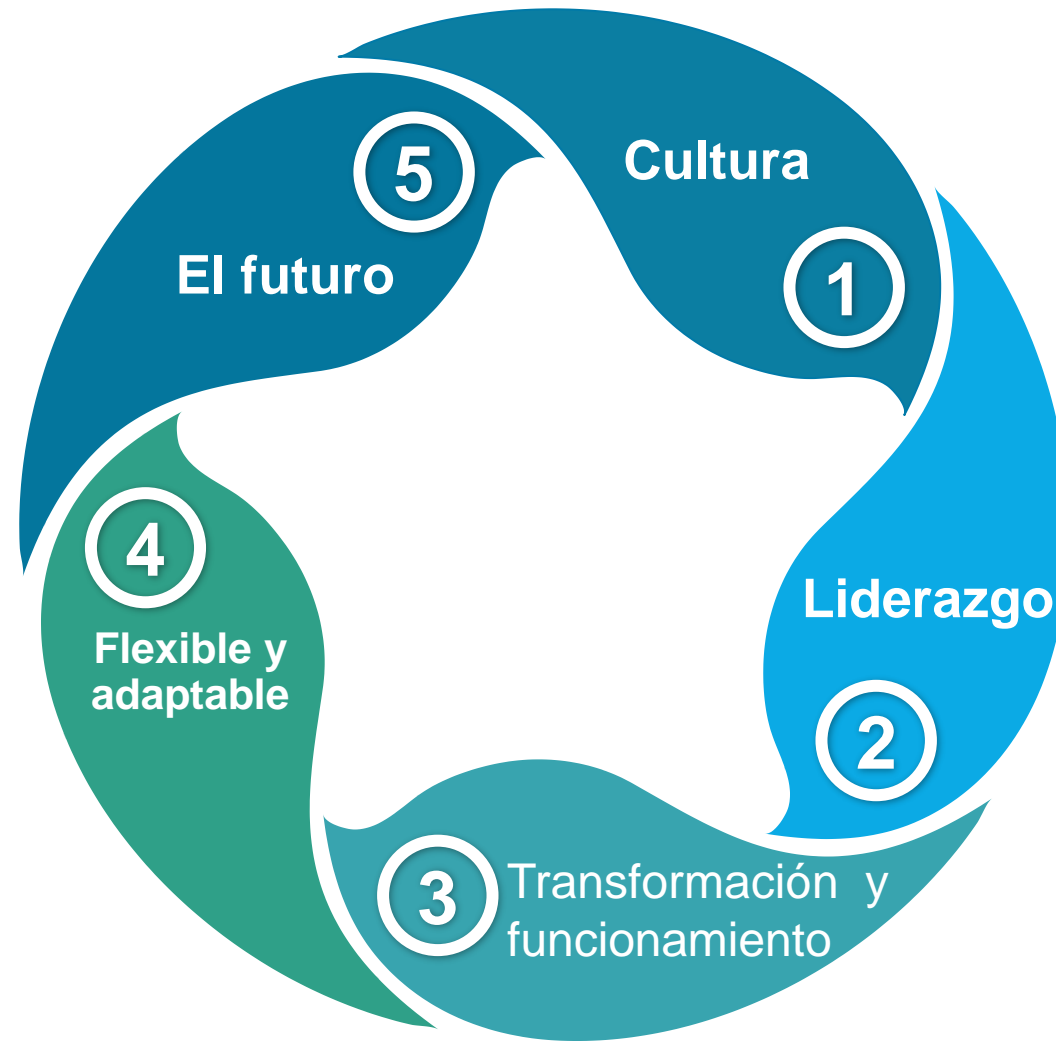 Cultura
1
Liderazgo
2
3
Transformación y
funcionamiento
4
Flexible y
adaptable
5
El futuro